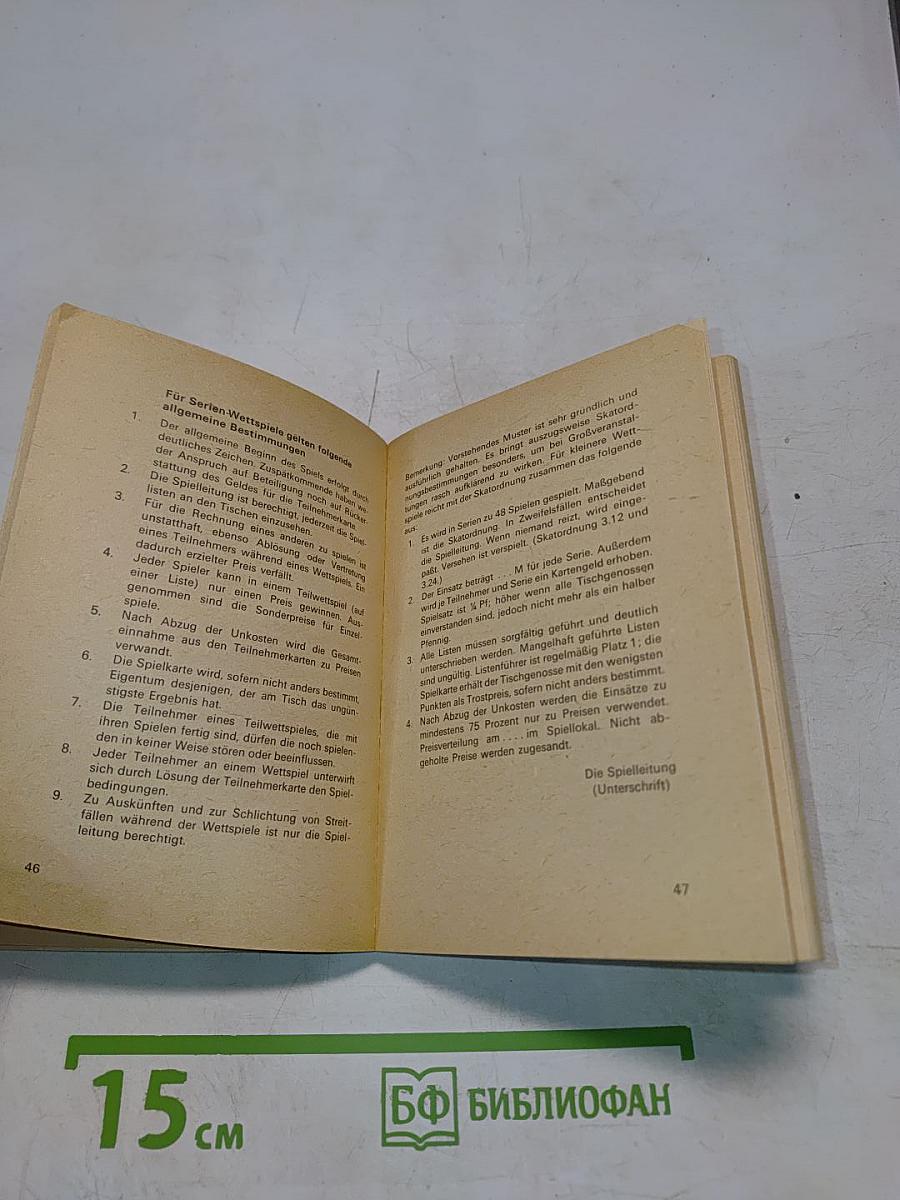 Für Serien-Wettspiele gelten folgende
allgemeine Bestimmungen
1. Der allgemeine Beginn des Spiels erfolgt durch
deutliches Zeichen. Zuspätkommende haben we-
der Anspruch auf Beteiligung noch auf Rücker-
stattung des Geldes für die Teilnehmerkarte.
2. Die Spielleitung ist berechtigt, jederzeit die Spiel-
listen an den Tischen einzusehen.
3. Für die Rechnung eines anderen zu spielen ist
unstatthaft, ebenso Ablösung oder Vertretung
eines Teilnehmers während eines Wettspiels. Ein
dadurch erzielter Preis verfällt.
4. Jeder Spieler kann in einem Teilwettspiel (auf
einer Liste) nur einen Preis gewinnen. Aus-
genommen sind die Sonderpreise für Einzel-
spiele.
5. Nach Abzug der Unkosten wird die Gesamt-
einnahme aus den Teilnehmerkarten zu Preisen
verwandt.
6. Die Spielkarte wird, sofern nicht anders bestimmt,
Eigentum desjenigen, der am Tisch das ungün-
stigste Ergebnis hat.
7. Die Teilnehmer eines Teilwettspieles, die mit
ihren Spielen fertig sind, dürfen die noch spielen-
den in keiner Weise stören oder beeinflussen.
8. Jeder Teilnehmer an einem Wettspiel unterwirft
sich durch Lösung der Teilnehmerkarte den Spiel-
bedingungen.
9. Zu Auskünften und zur Schlichtung von Streit-
fällen während der Wettspiele ist nur die Spiel-
leitung berechtigt.
46
Bemerkung: Vorstehendes Muster ist sehr gründlich und
ausführlich gehalten. Es bringt auszugsweise Skatord-
nungsbestimmungen besonders, um bei Großveranstal-
tungen rasch aufklärend zu wirken. Für kleinere Wett-
spiele reicht mit der Skatordnung zusammen das folgende
aus:
1. Es wird in Serien zu 48 Spielen gespielt. Maßgebend
ist die Skatordnung. In Zweifelsfällen entscheidet
die Spielleitung. Wenn niemand reizt, wird einge-
paßt. Versehen ist verspielt. (Skatordnung 3.12 und
3.24.)
2. Der Einsatz beträgt . . . M für jede Serie. Außerdem
wird je Teilnehmer und Serie ein Kartengeld erhoben.
Spielsatz ist ¼ Pf; höher wenn alle Tischgenossen
einverstanden sind, jedoch nicht mehr als ein halber
Pfennig.
3. Alle Listen müssen sorgfältig geführt und deutlich
unterschrieben werden. Mangelhaft geführte Listen
sind ungültig. Listenführer ist regelmäßig Platz 1; die
Spielkarte erhält der Tischgenosse mit den wenigsten
Punkten als Trostpreis, sofern nicht anders bestimmt.
4. Nach Abzug der Unkosten werden die Einsätze zu
mindestens 75 Prozent nur zu Preisen verwendet.
Preisverteilung am . . . . im Spiellokal. Nicht ab-
geholte Preise werden zugesandt.
Die Spielleitung
(Unterschrift)
47
15 см
БФ БИБЛИОФАН